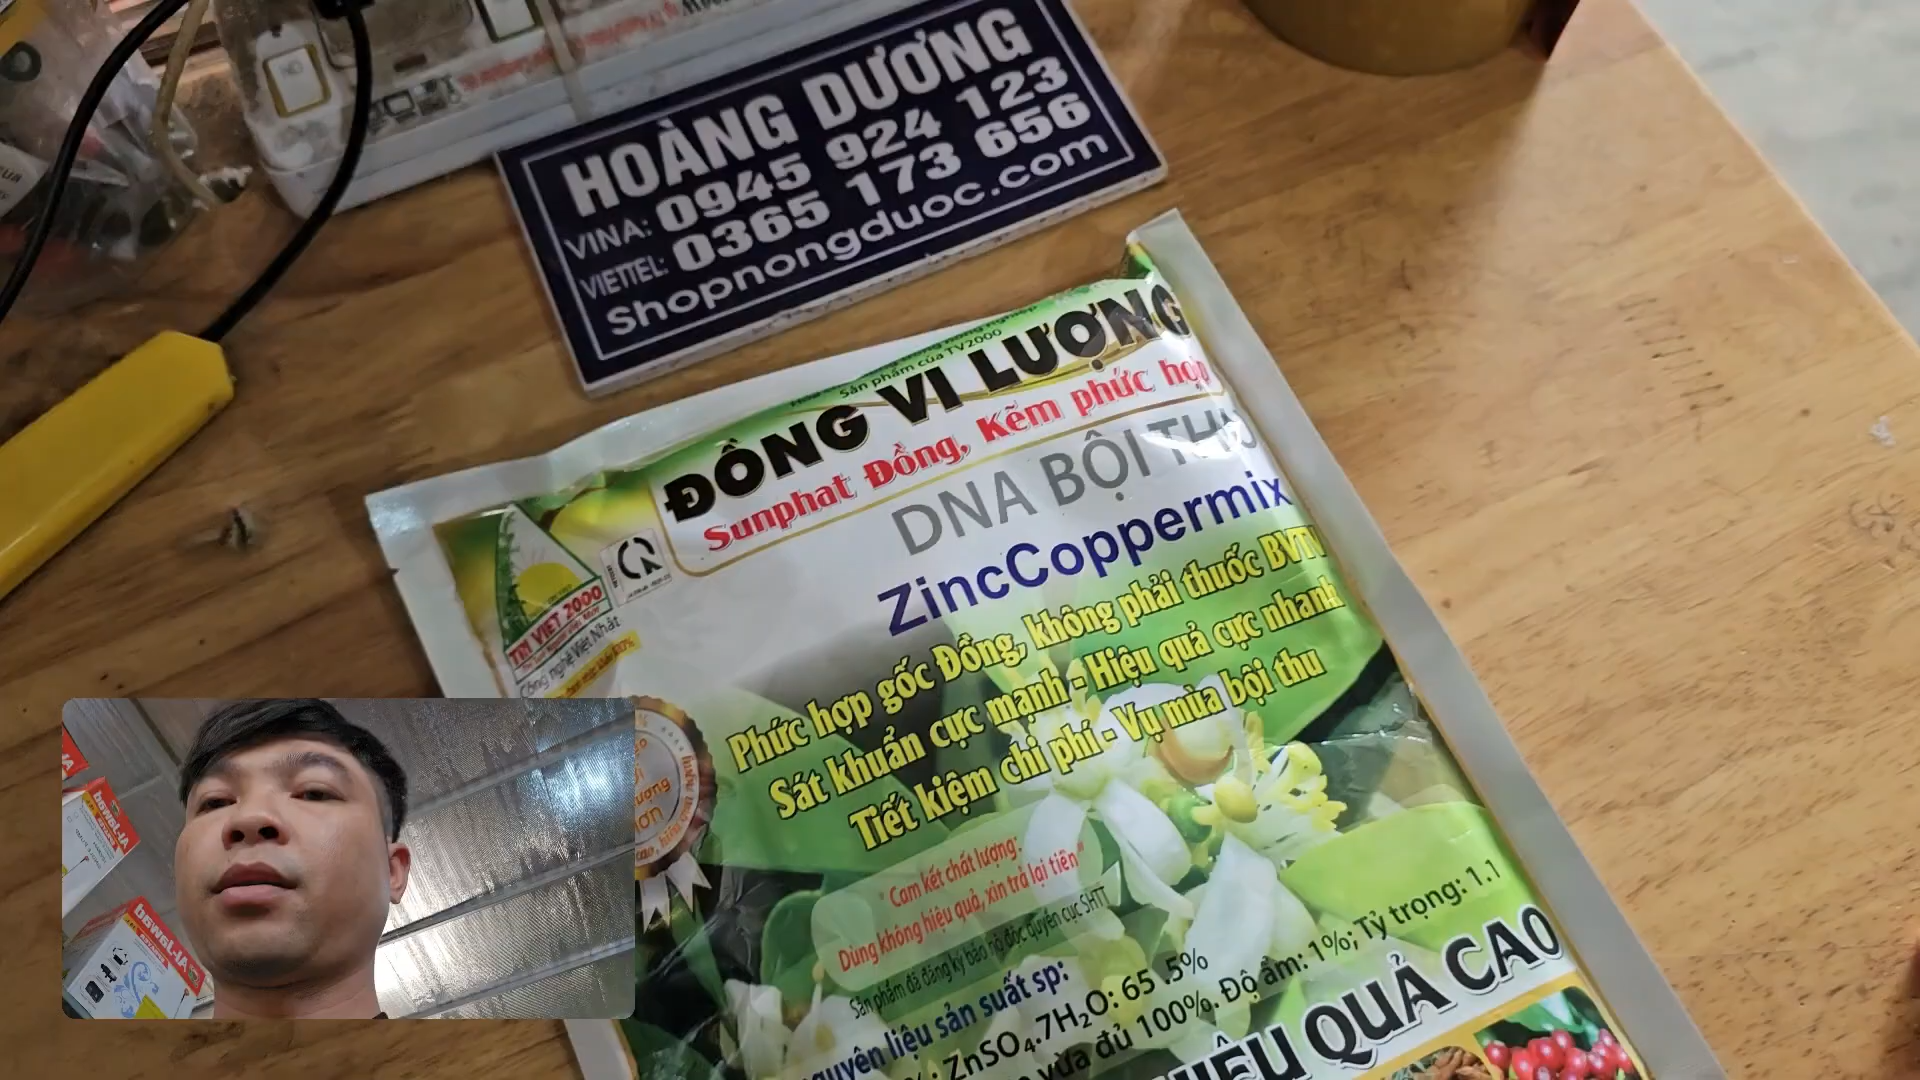 HOÀNG DƯƠNG
VINA: 0945 924 123
VIETTEL: 0365 173 656
Shopnongduoc.com
Sản phẩm của TV2000
ĐỒNG VI LƯỢNG
Sunphat Đồng, Kẽm phức hợp
DNA BỘI THU
ZincCoppermix
TRI VIET 2000
Công nghệ Việt Nhật
Phức hợp gốc Đồng, không phải thuốc BVTV
Sát khuẩn cực mạnh - Hiệu quả cực nhanh
Tiết kiệm chi phí - Vụ mùa bội thu
" Cam kết chất lượng:
Dùng không hiệu quả, xin trả lại tiền"
Sản phẩm đã đăng ký bảo hộ độc quyền cục SHTT
nguyên liệu sản suất sp:
ZnSO₄.7H₂O: 65.5%
vừa đủ 100%. Độ ẩm: 1%; Tỷ trọng: 1.1
HIỆU QUẢ CAO